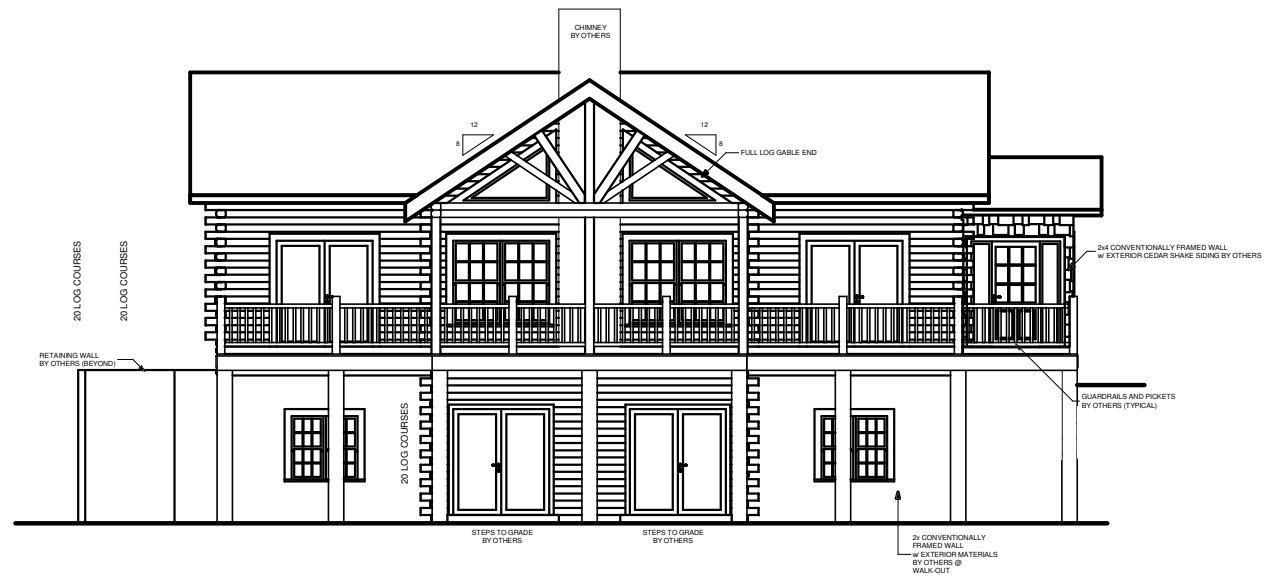 CHIMNEY
BY OTHERS
12
8
12
8
FULL LOG GABLE END
2x4 CONVENTIONALLY FRAMED WALL
w/ EXTERIOR CEDAR SHAKE SIDING BY OTHERS
20 LOG COURSES
20 LOG COURSES
RETAINING WALL
BY OTHERS (BEYOND)
GUARDRAILS AND PICKETS
BY OTHERS (TYPICAL)
20 LOG COURSES
STEPS TO GRADE
BY OTHERS
STEPS TO GRADE
BY OTHERS
2x CONVENTIONALLY
FRAMED WALL
w/ EXTERIOR MATERIALS
BY OTHERS @
WALK-OUT